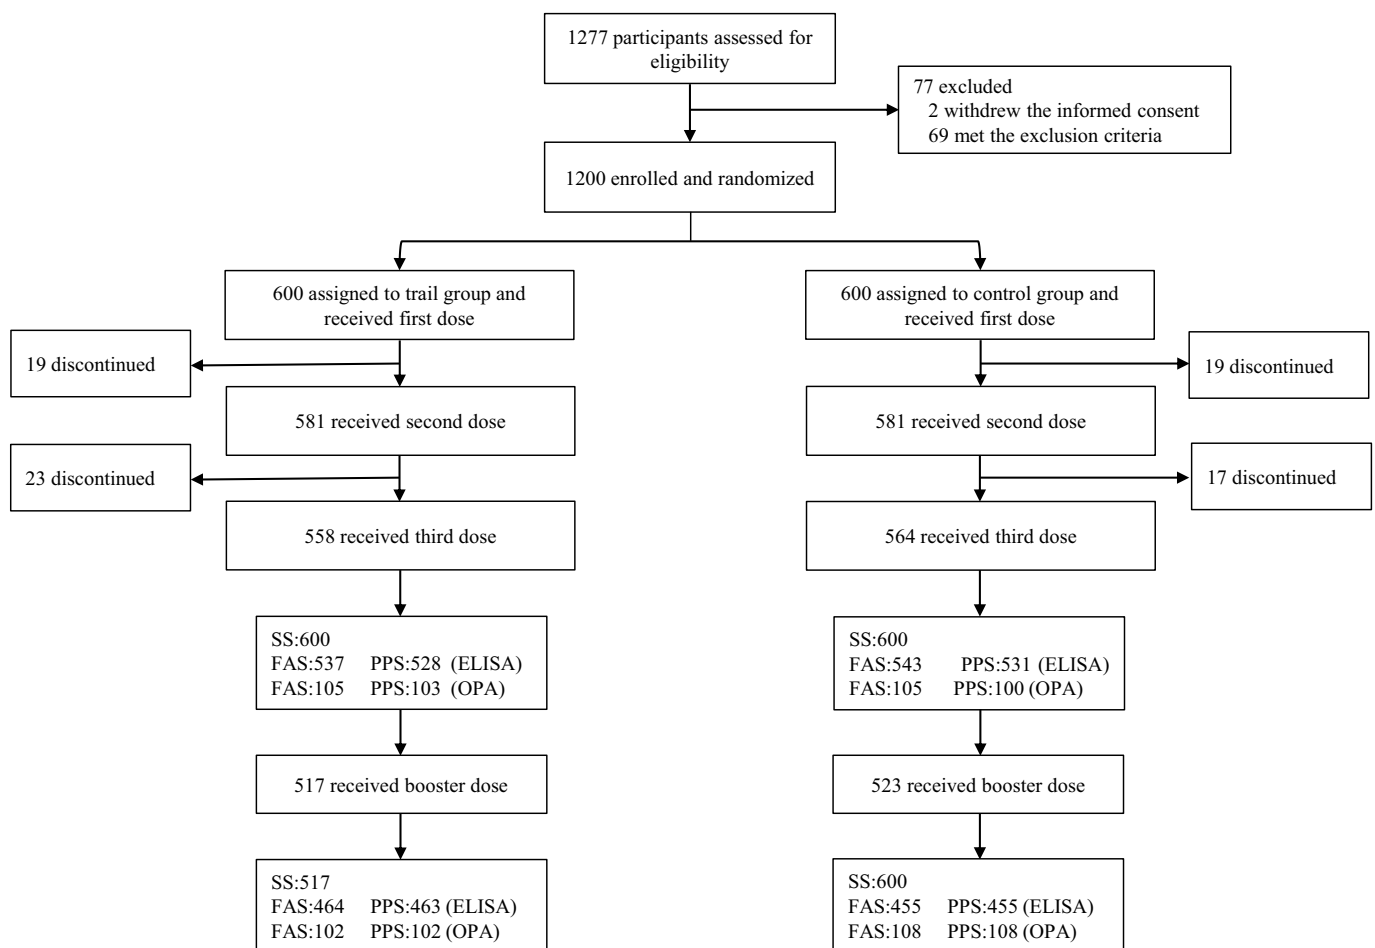 1277 participants assessed for
eligibility
77 excluded
2 withdrew the informed consent
69 met the exclusion criteria
1200 enrolled and randomized
600 assigned to trail group and
received first dose
600 assigned to control group and
received first dose
19 discontinued
19 discontinued
581 received second dose
581 received second dose
23 discontinued
17 discontinued
558 received third dose
564 received third dose
SS:600
FAS:537 PPS:528 (ELISA)
FAS:105 PPS:103 (OPA)
SS:600
FAS:543 PPS:531 (ELISA)
FAS:105 PPS:100 (OPA)
517 received booster dose
523 received booster dose
SS:517
FAS:464 PPS:463 (ELISA)
FAS:102 PPS:102 (OPA)
SS:600
FAS:455 PPS:455 (ELISA)
FAS:108 PPS:108 (OPA)